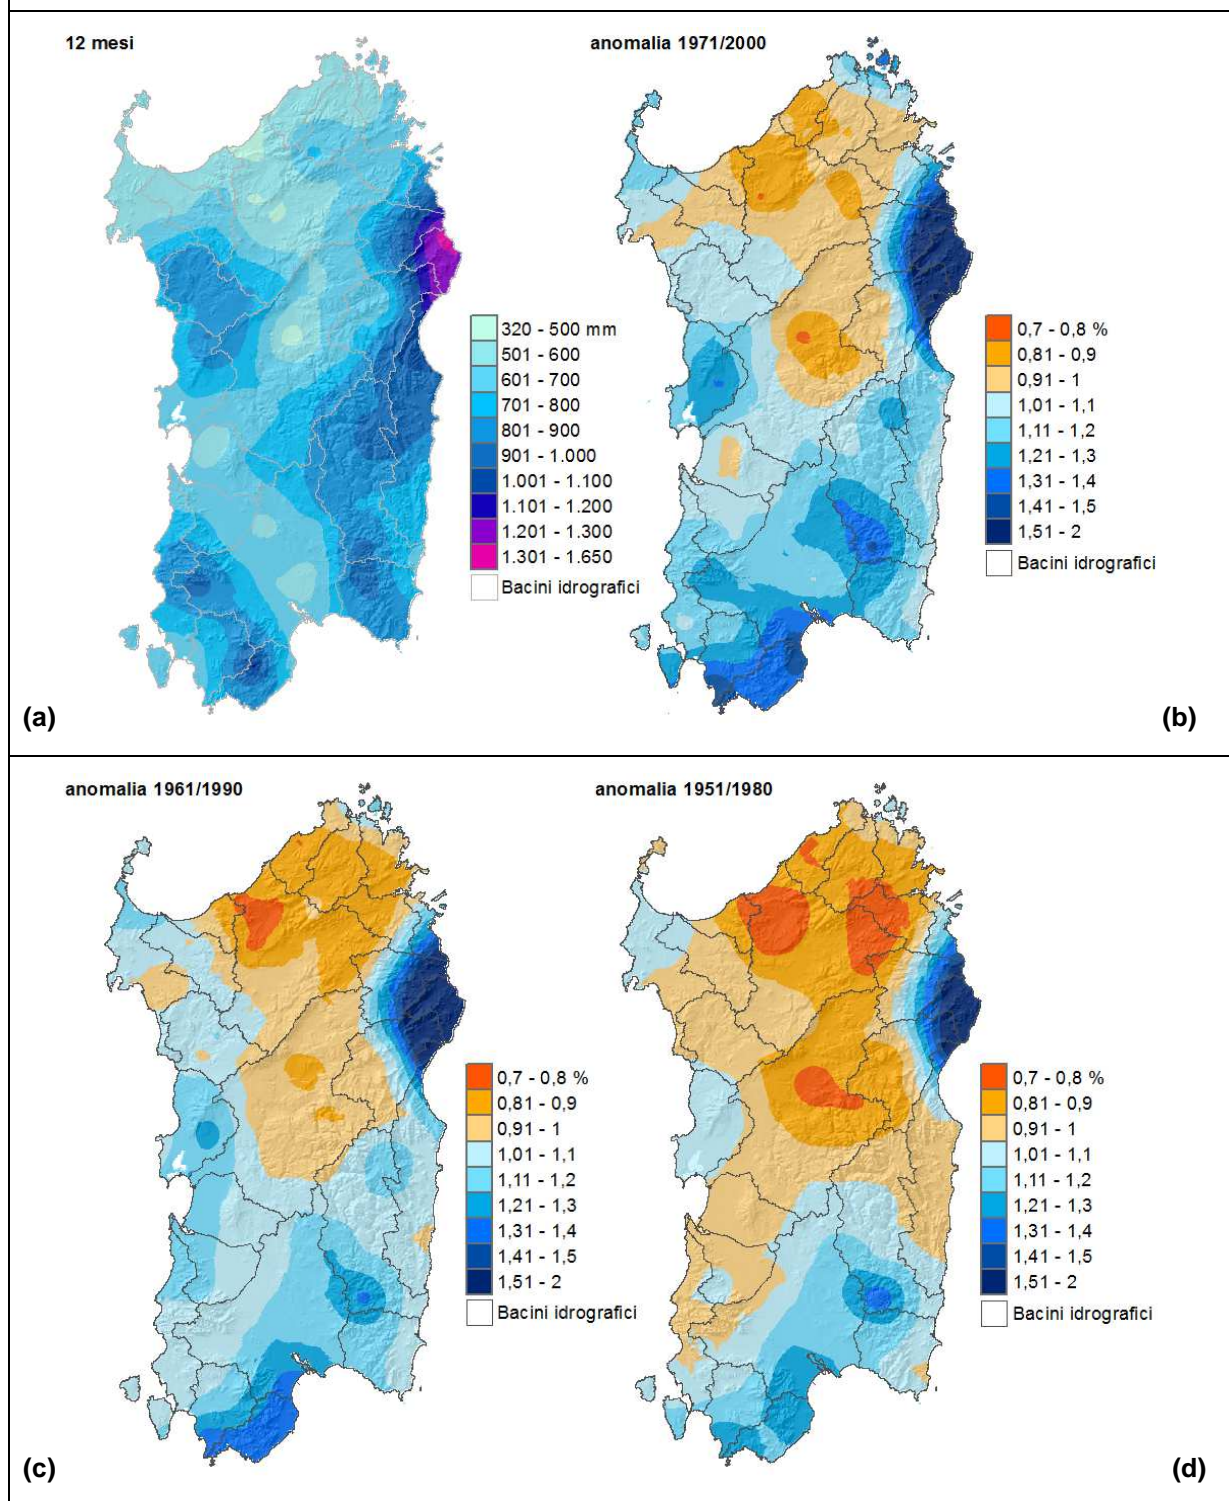 12 mesi
320 - 500 mm
501 - 600
601 - 700
701 - 800
801 - 900
901 - 1.000
1.001 - 1.100
1.101 - 1.200
1.201 - 1.300
1.301 - 1.650
Bacini idrografici
(a)
anomalia 1971/2000
0,7 - 0,8 %
0,81 - 0,9
0,91 - 1
1,01 - 1,1
1,11 - 1,2
1,21 - 1,3
1,31 - 1,4
1,41 - 1,5
1,51 - 2
Bacini idrografici
(b)
anomalia 1961/1990
0,7 - 0,8 %
0,81 - 0,9
0,91 - 1
1,01 - 1,1
1,11 - 1,2
1,21 - 1,3
1,31 - 1,4
1,41 - 1,5
1,51 - 2
Bacini idrografici
(c)
anomalia 1951/1980
0,7 - 0,8 %
0,81 - 0,9
0,91 - 1
1,01 - 1,1
1,11 - 1,2
1,21 - 1,3
1,31 - 1,4
1,41 - 1,5
1,51 - 2
Bacini idrografici
(d)